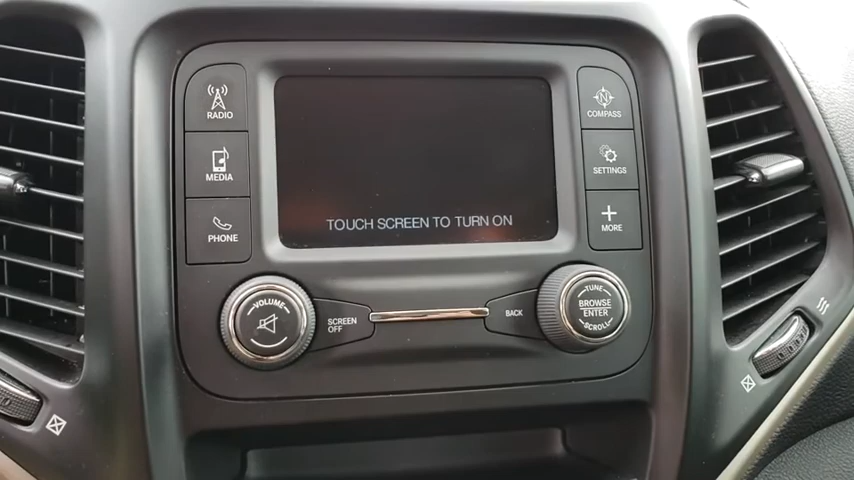 RADIO
MEDIA
PHONE
TOUCH SCREEN TO TURN ON
N
COMPASS
SETTINGS
MORE
VOLUME
SCREEN
OFF
BACK
TUNE
BROWSE
ENTER
SCROLL